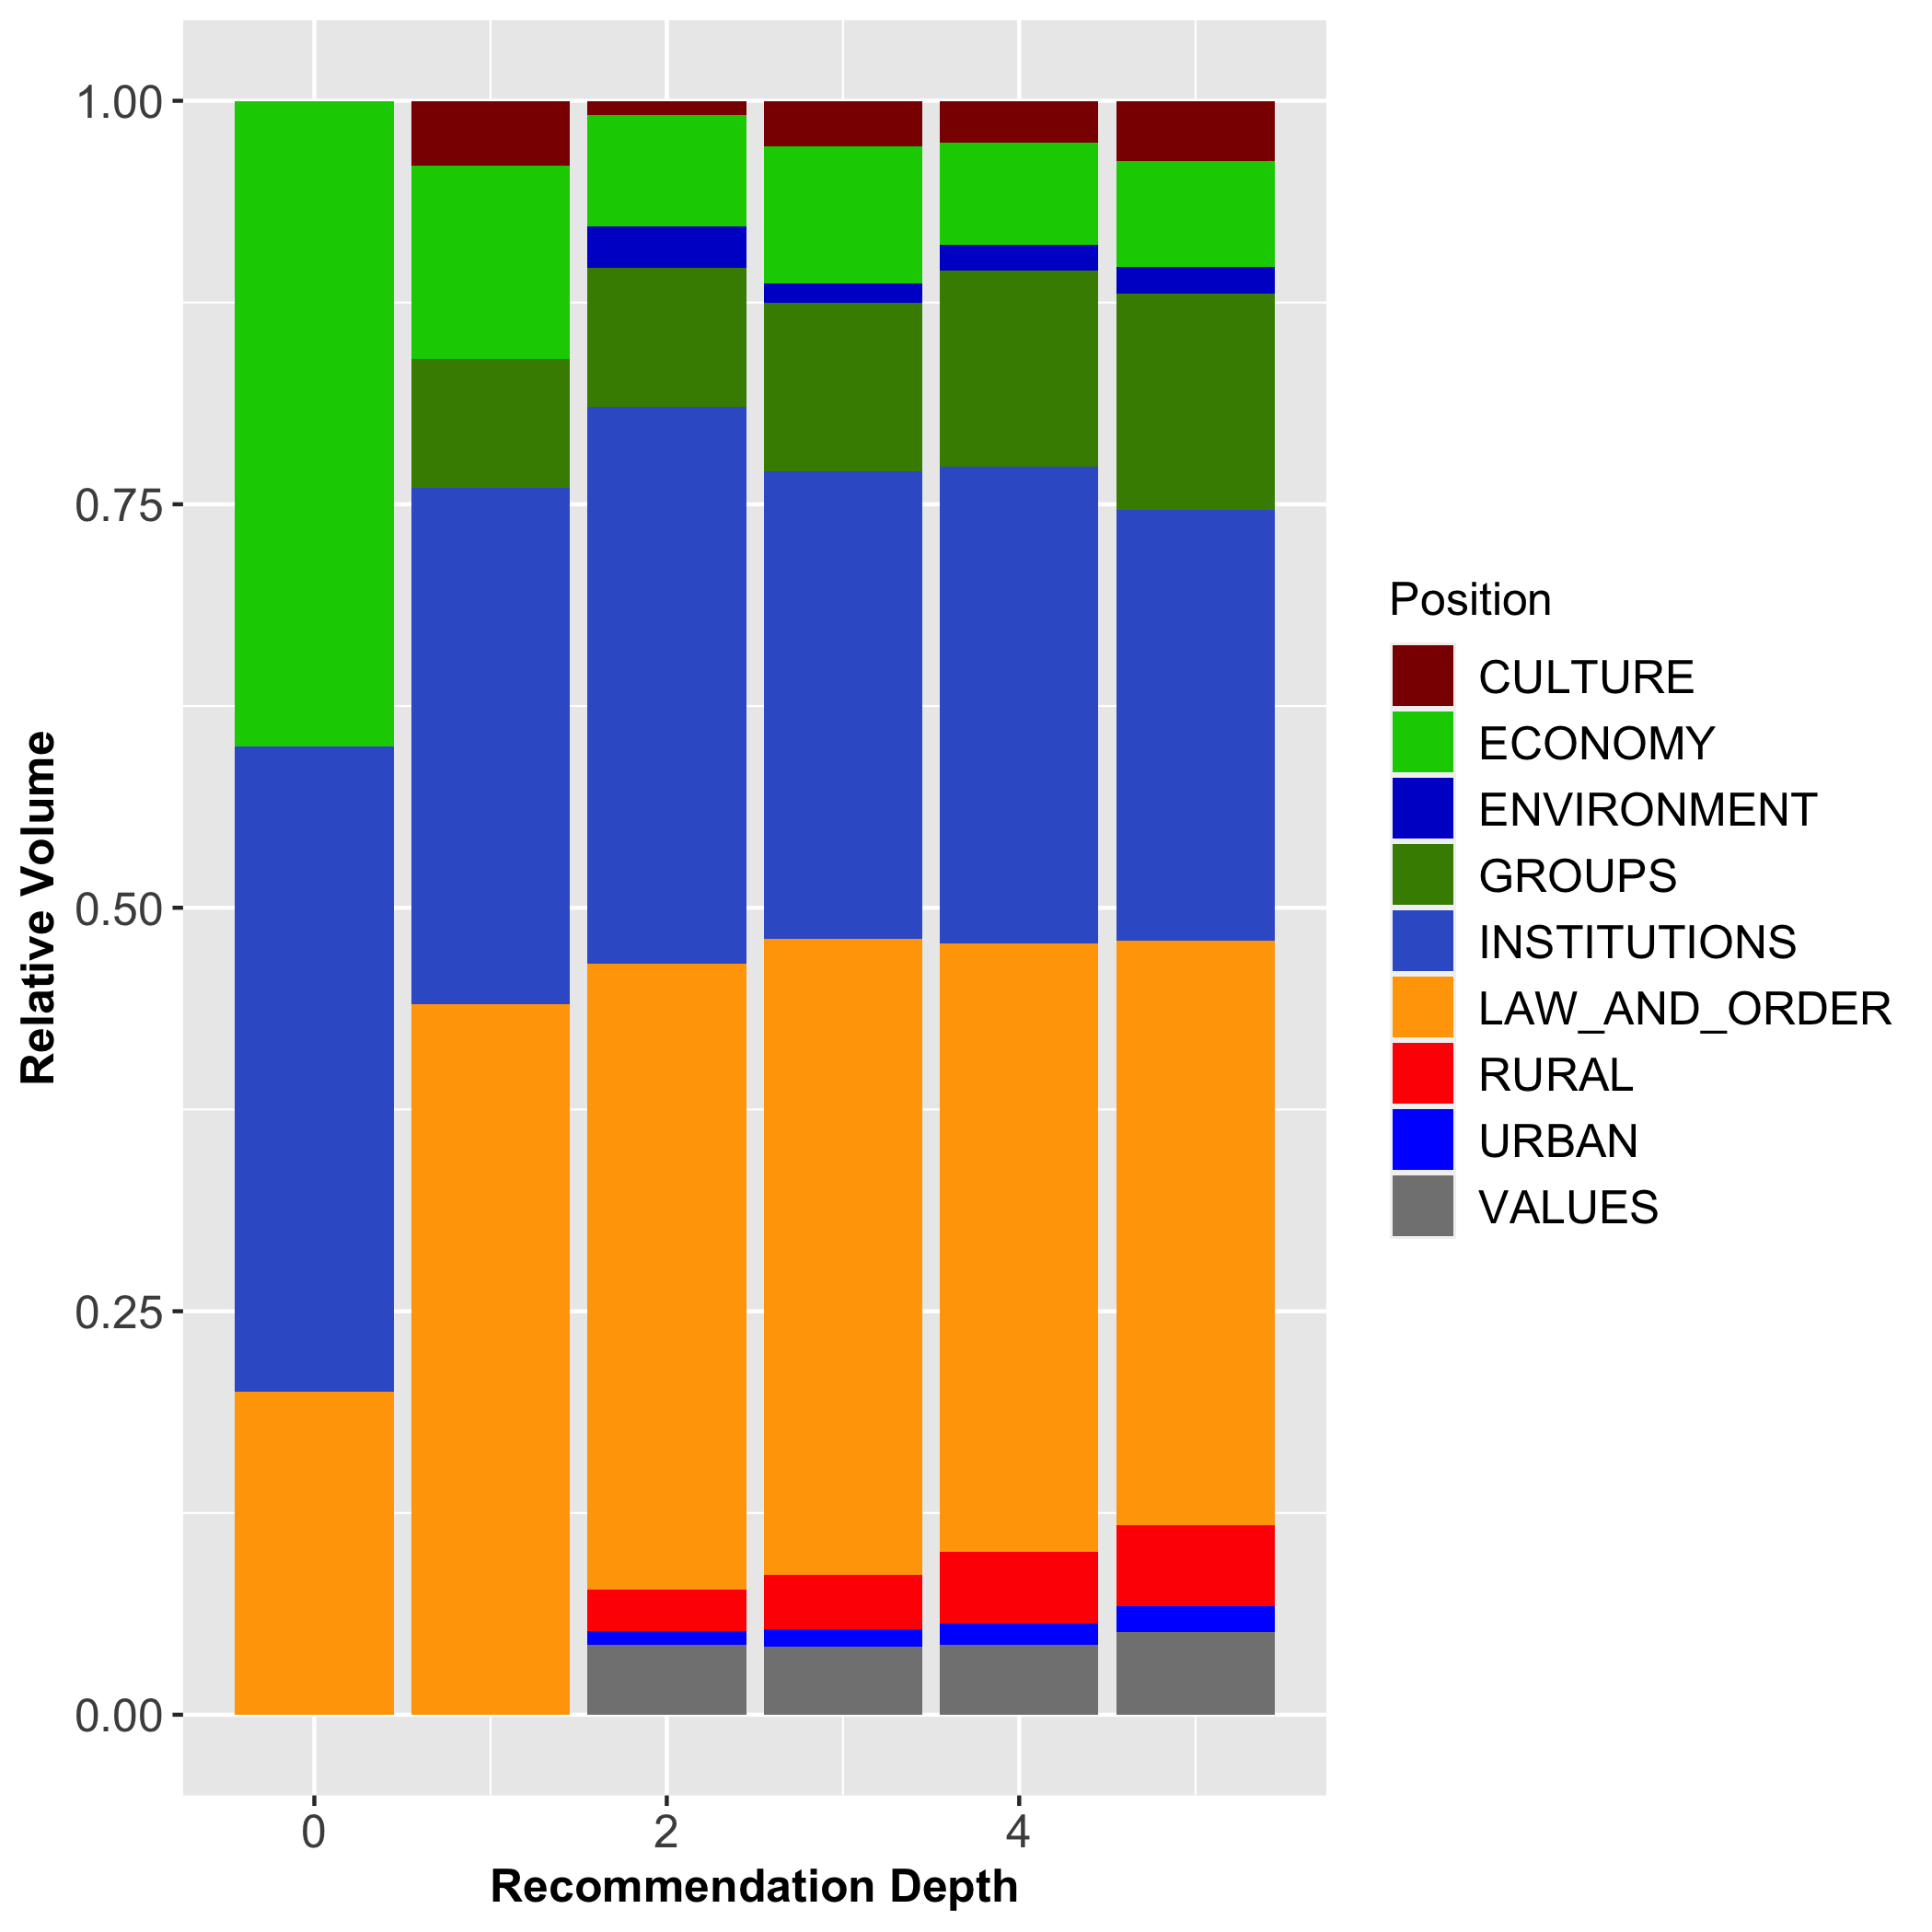 Relative Volume
1.00
0.75
0.50
0.25
0.00
0
2
4
Recommendation Depth
Position
CULTURE
ECONOMY
ENVIRONMENT
GROUPS
INSTITUTIONS
LAW_AND_ORDER
RURAL
URBAN
VALUES